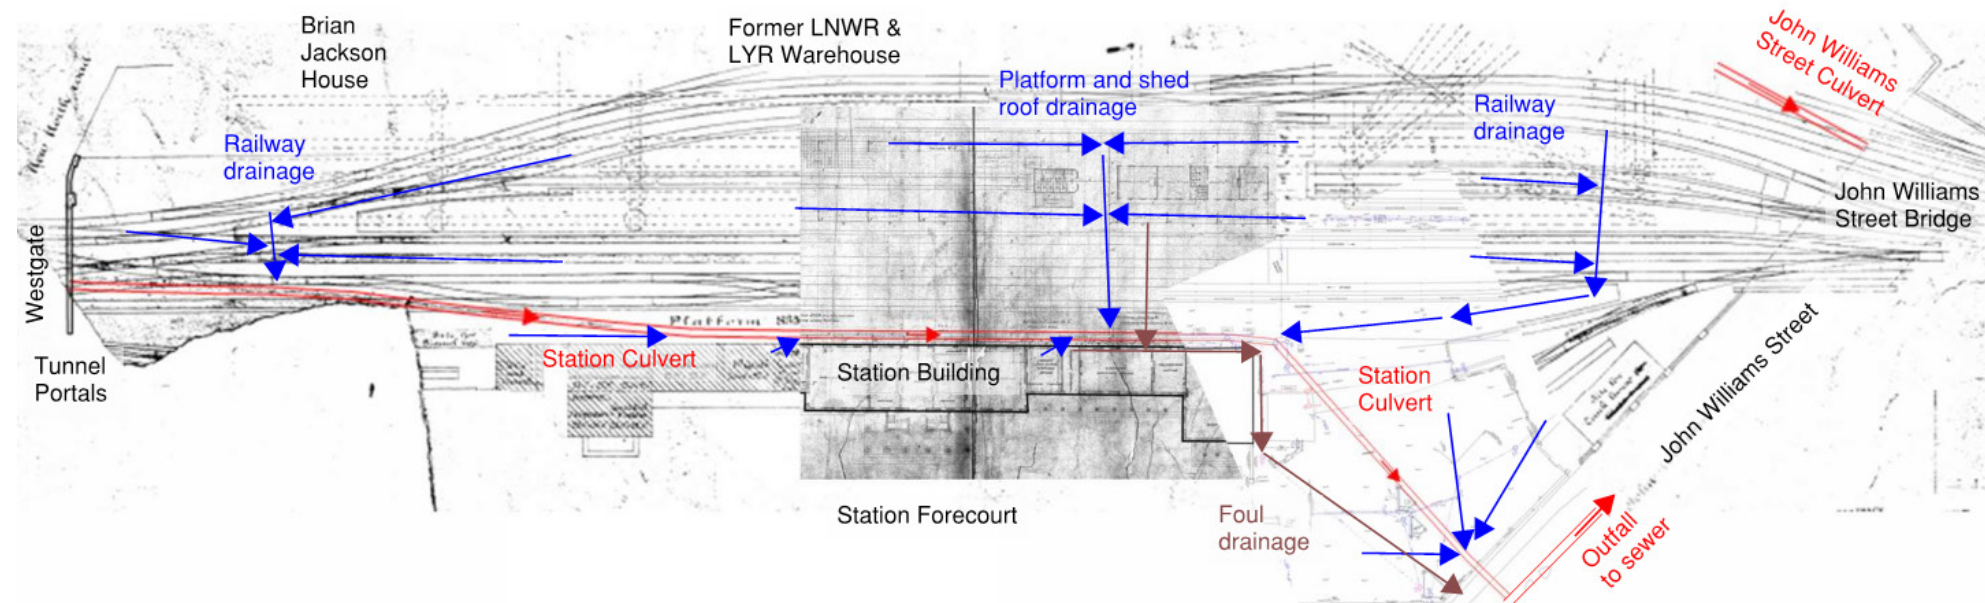 Brian
Jackson
House
Former LNWR &
LYR Warehouse
John Williams
Street Culvert
Platform and shed
roof drainage
Railway
drainage
Railway
drainage
John Williams
Street Bridge
Westgate
Tunnel
Portals
Platform
Station Culvert
Station Building
Station
Culvert
John Williams Street
Station Forecourt
Foul
drainage
Outfall
to sewer